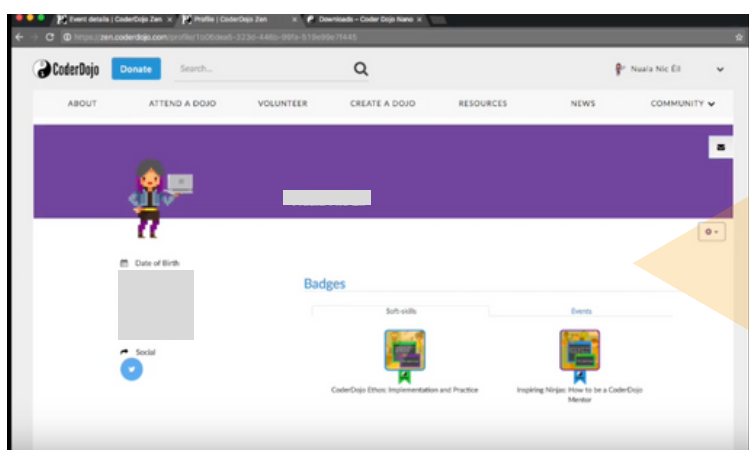 Event details | CoderDojo Zen × Profile | CoderDojo Zen × Downloads – Coder Dojo Nano ×
CoderDojo Donate Search... Nuala Nic Éil
ABOUT ATTEND A DOJO VOLUNTEER CREATE A DOJO RESOURCES NEWS COMMUNITY
Date of Birth
Badges
Soft-skills Events
Social
CoderDojo Ethos: Implementation and Practice Inspiring Ninjas: How to be a CoderDojo
Mentor